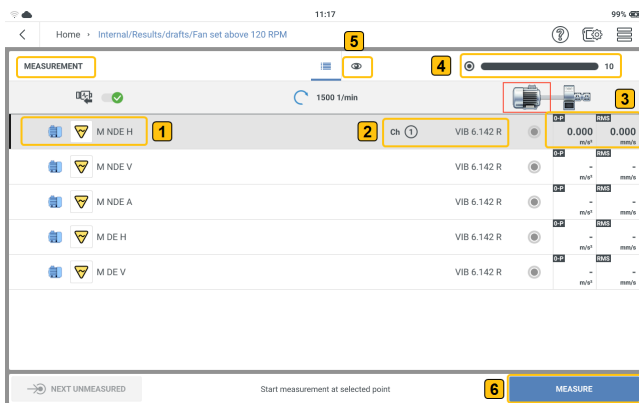 11:17 99%
Home › Internal/Results/drafts/Fan set above 120 RPM
5
MEASUREMENT 4 10
1500 1/min 3
M NDE H 1 2 Ch 1 VIB 6.142 R 0-P 0.000 m/s² RMS 0.000 mm/s
M NDE V VIB 6.142 R 0-P - m/s² RMS - mm/s
M NDE A VIB 6.142 R 0-P - m/s² RMS - mm/s
M DE H VIB 6.142 R 0-P - m/s² RMS - mm/s
M DE V VIB 6.142 R 0-P - m/s² RMS - mm/s
NEXT UNMEASURED Start measurement at selected point 6 MEASURE